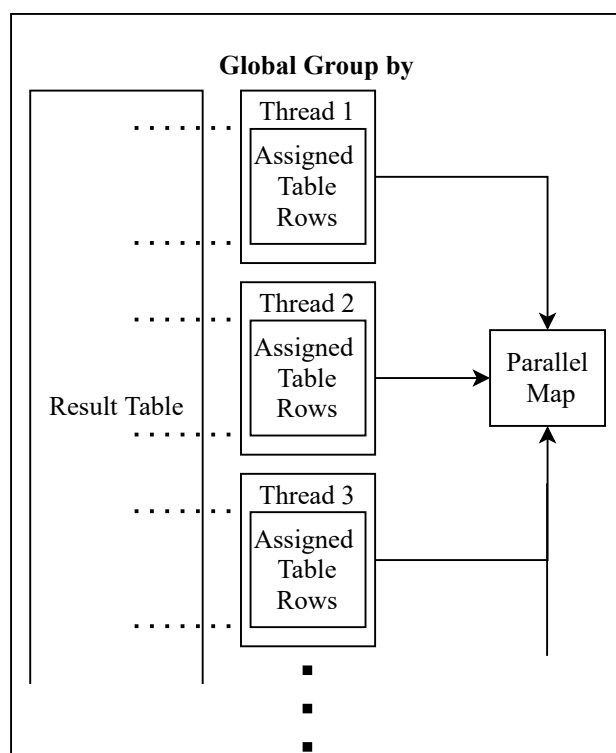 Global Group by
Thread 1
Assigned
Table
Rows
Thread 2
Assigned
Table
Rows
Result Table
Parallel
Map
Thread 3
Assigned
Table
Rows